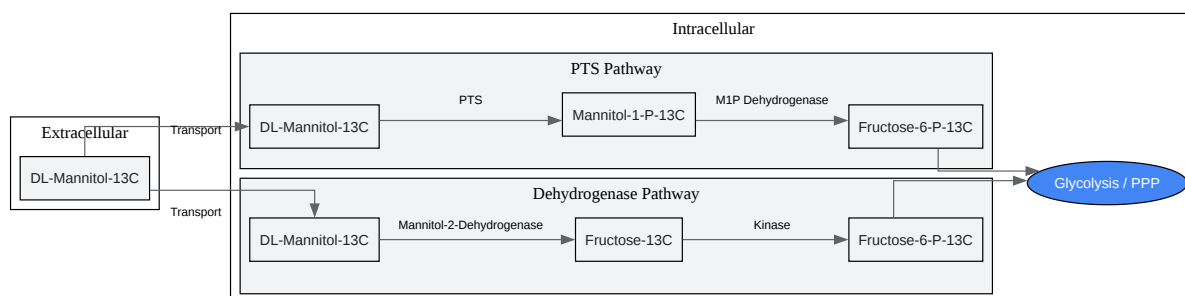 Intracellular
PTS Pathway
PTS
M1P Dehydrogenase
DL-Mannitol-13C
Mannitol-1-P-13C
Fructose-6-P-13C
Extracellular
Transport
DL-Mannitol-13C
Transport
Glycolysis / PPP
Dehydrogenase Pathway
Mannitol-2-Dehydrogenase
Kinase
DL-Mannitol-13C
Fructose-13C
Fructose-6-P-13C